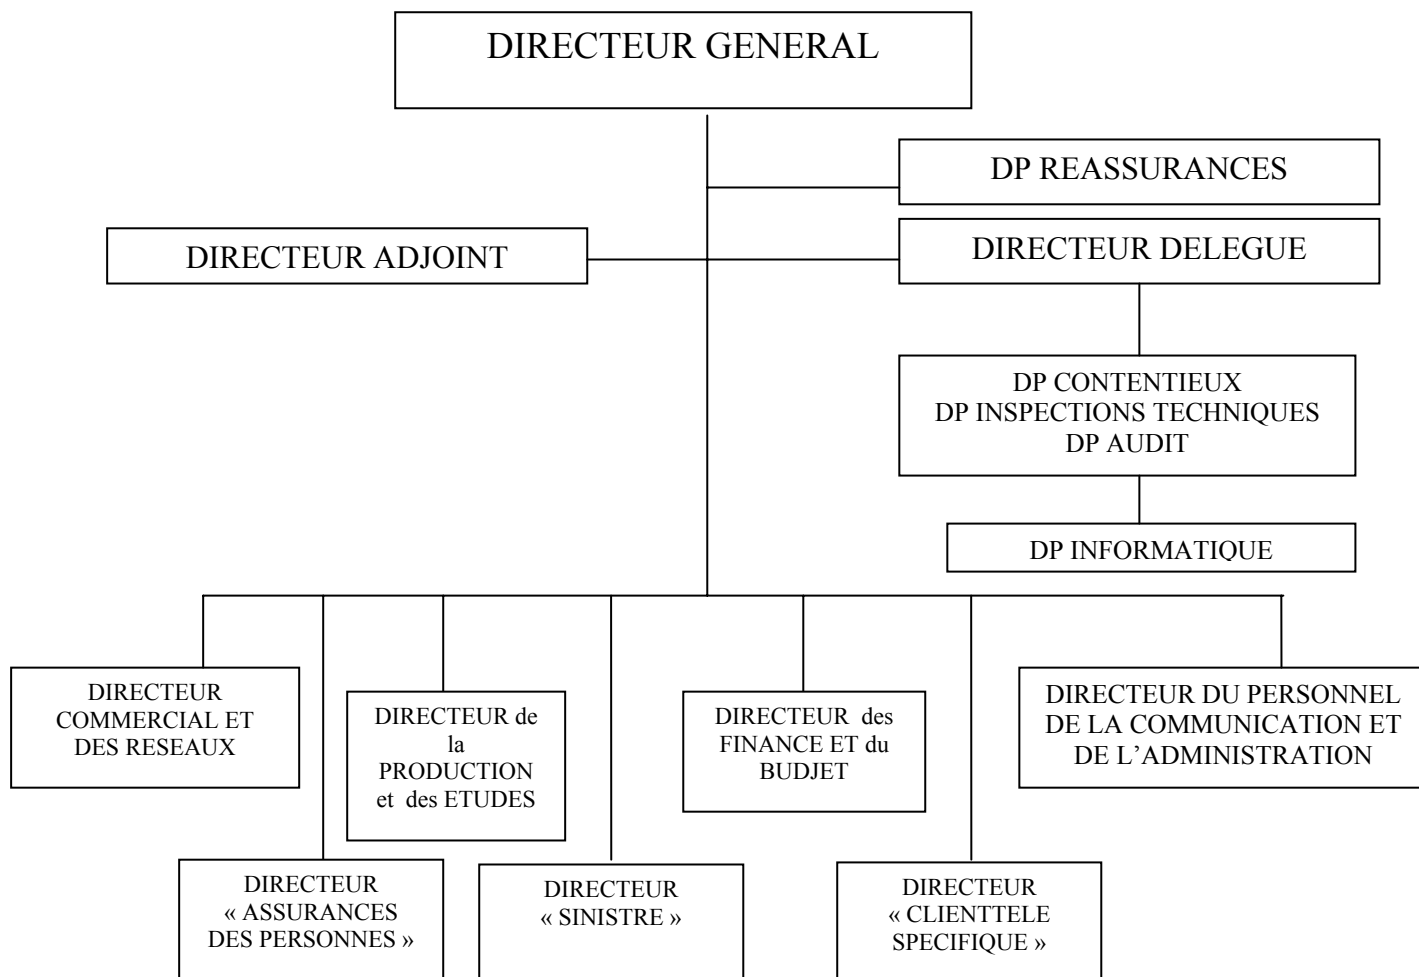 DIRECTEUR GENERAL
DP REASSURANCES
DIRECTEUR ADJOINT
DIRECTEUR DELEGUE
DP CONTENTIEUX
DP INSPECTIONS TECHNIQUES
DP AUDIT
DP INFORMATIQUE
DIRECTEUR
COMMERCIAL ET
DES RESEAUX
DIRECTEUR de
la
PRODUCTION
et des ETUDES
DIRECTEUR des
FINANCE ET du
BUDJET
DIRECTEUR DU PERSONNEL
DE LA COMMUNICATION ET
DE L’ADMINISTRATION
DIRECTEUR
« ASSURANCES
DES PERSONNES »
DIRECTEUR
« SINISTRE »
DIRECTEUR
« CLIENTTELE
SPECIFIQUE »